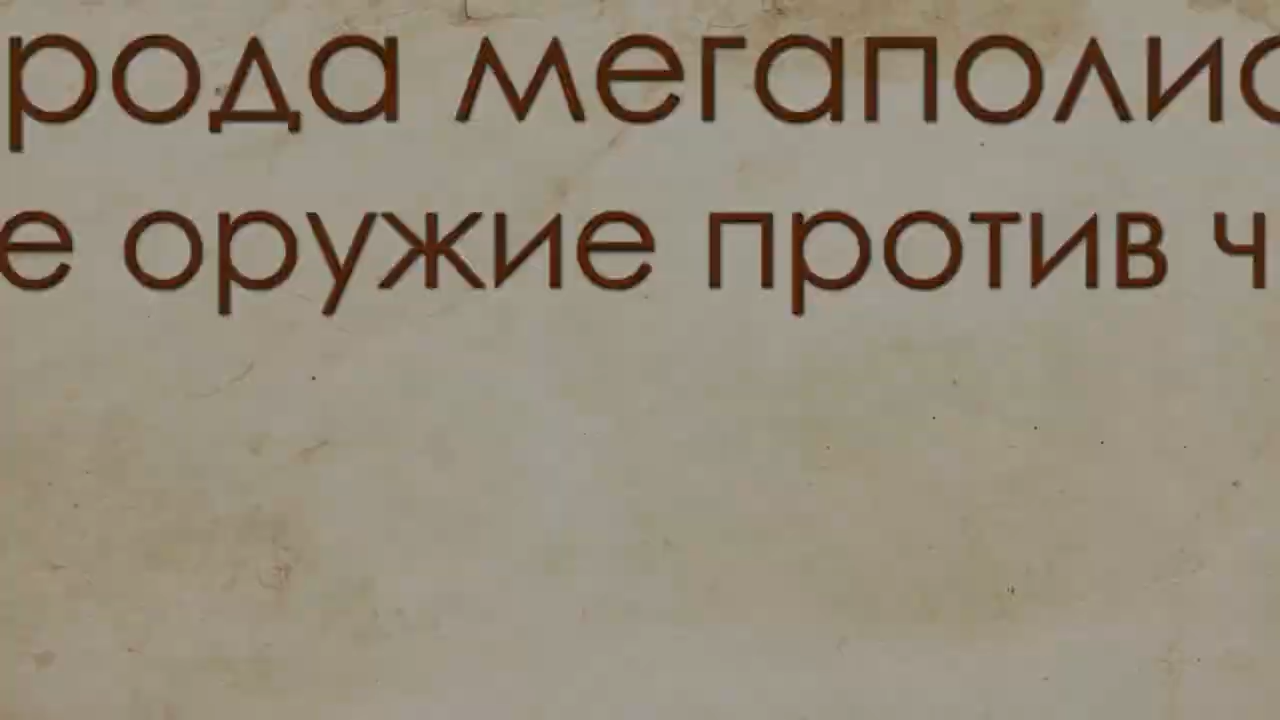 рода мегаполис
е оружие против ч